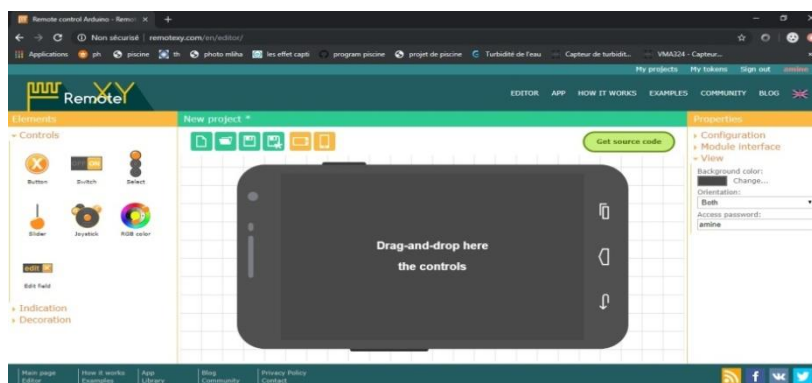 Remote control Arduino - Remot × +
Non sécurisé | remotexy.com/en/editor/
Applications ph piscine th photo mliha les effet capti program piscine projet de piscine Turbidité de l'eau Capteur de turbidit... VMA324 - Capteur...
My projects My tokens Sign out amine
RemoteXY
EDITOR APP HOW IT WORKS EXAMPLES COMMUNITY BLOG
Elements
New project *
Properties
Controls
Button Switch Select
Slider Joystick RGB color
edit
Edit field
Indication
Decoration
Get source code
Drag-and-drop here
the controls
Configuration
Module interface
View
Background color:
Change...
Orientation:
Both
Access password:
amine
Main page How it works App Blog Privacy Policy
Editor Examples Library Community Contact